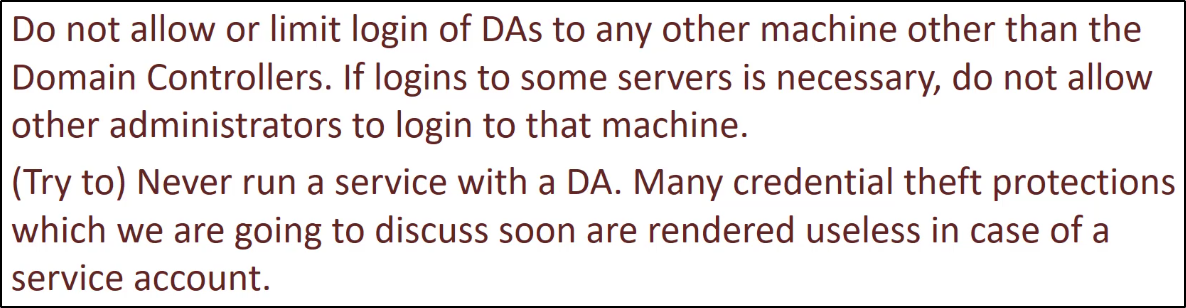 Do not allow or limit login of DAs to any other machine other than the
Domain Controllers. If logins to some servers is necessary, do not allow
other administrators to login to that machine.
(Try to) Never run a service with a DA. Many credential theft protections
which we are going to discuss soon are rendered useless in case of a
service account.